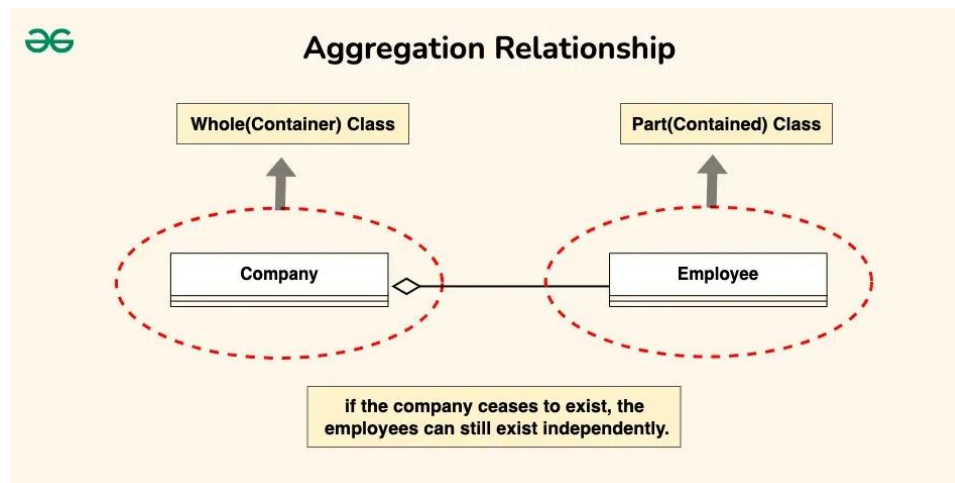 Aggregation Relationship
Whole(Container) Class
Part(Contained) Class
Company
Employee
if the company ceases to exist, the
employees can still exist independently.